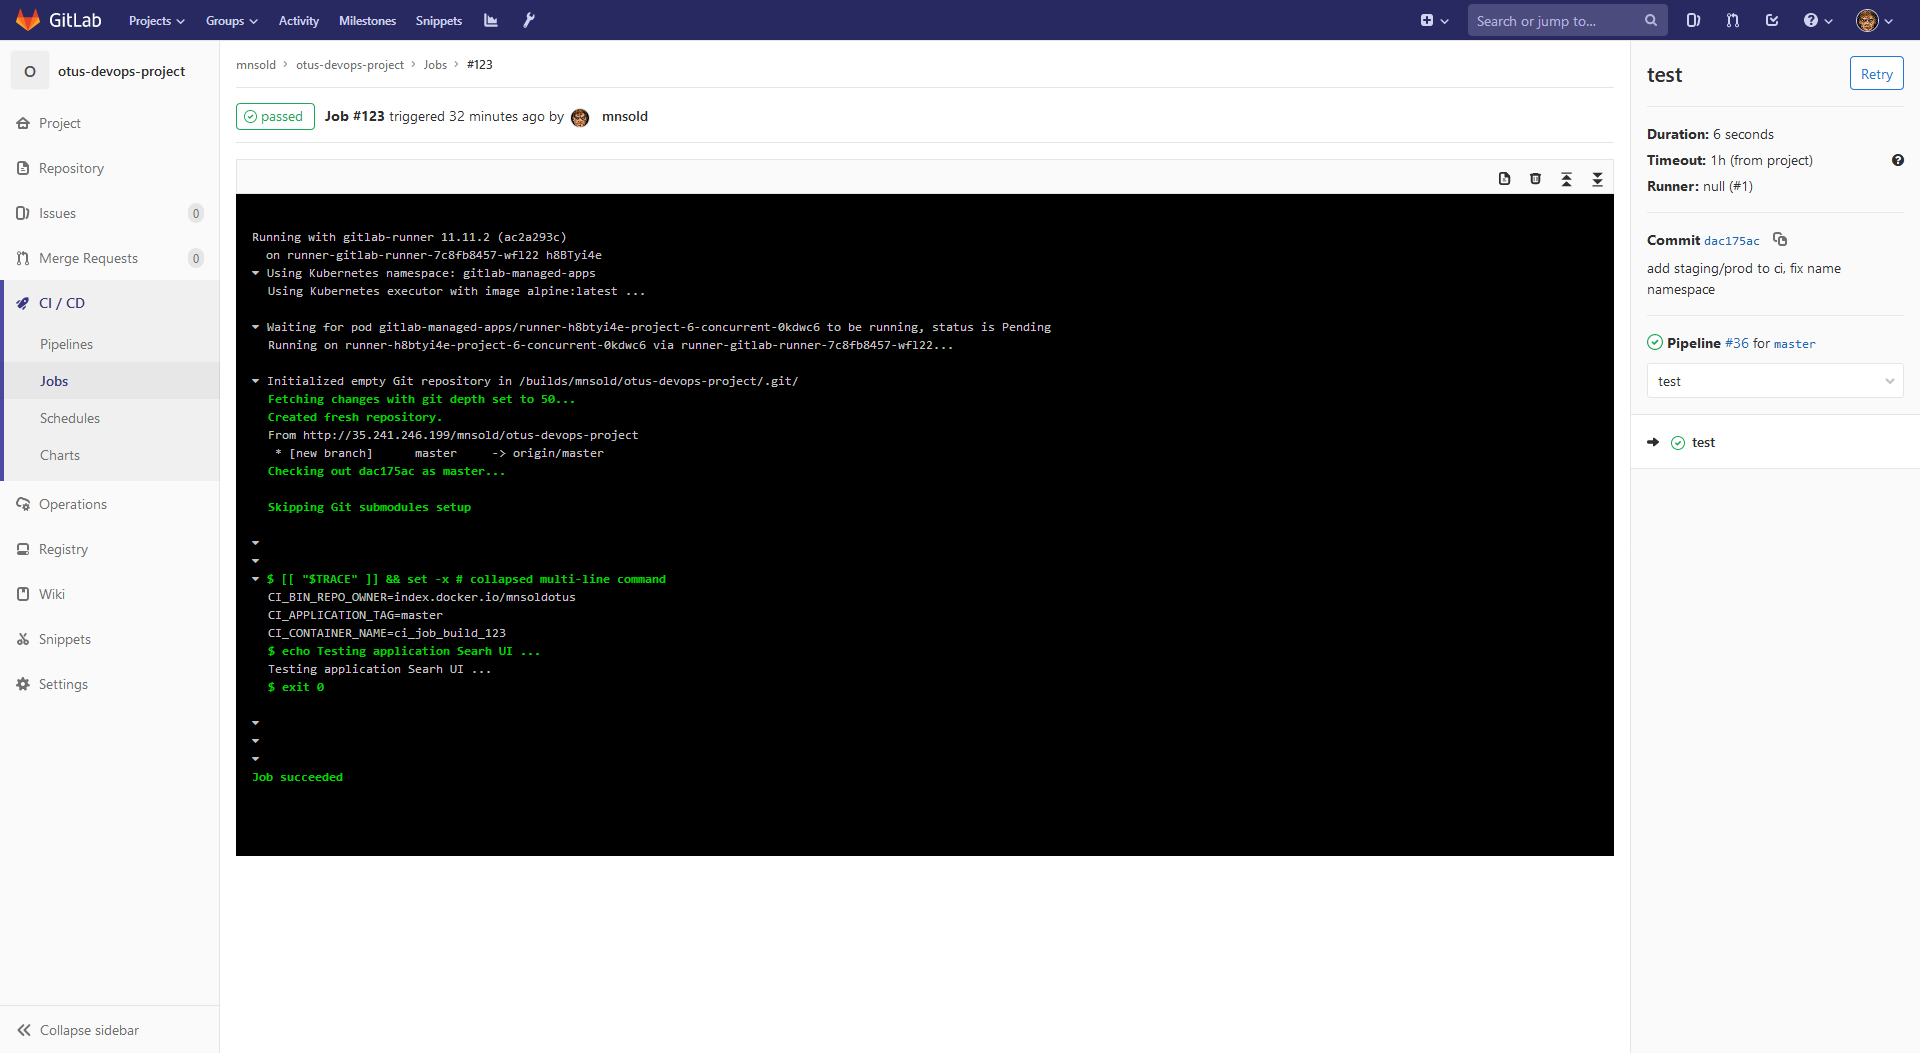 GitLab Projects Groups Activity Milestones Snippets Search or jump to...
O otus-devops-project
Project
Repository
Issues 0
Merge Requests 0
CI / CD
Pipelines
Jobs
Schedules
Charts
Operations
Registry
Wiki
Snippets
Settings
Collapse sidebar
mnsold > otus-devops-project > Jobs > #123
passed Job #123 triggered 32 minutes ago by mnsold
Running with gitlab-runner 11.11.2 (ac2a293c)
on runner-gitlab-runner-7c8fb8457-wfl22 h8BTyi4e
Using Kubernetes namespace: gitlab-managed-apps
Using Kubernetes executor with image alpine:latest ...
Waiting for pod gitlab-managed-apps/runner-h8btyi4e-project-6-concurrent-0kdwc6 to be running, status is Pending
Running on runner-h8btyi4e-project-6-concurrent-0kdwc6 via runner-gitlab-runner-7c8fb8457-wfl22...
Initialized empty Git repository in /builds/mnsold/otus-devops-project/.git/
Fetching changes with git depth set to 50...
Created fresh repository.
From http://35.241.246.199/mnsold/otus-devops-project
* [new branch] master -> origin/master
Checking out dac175ac as master...
Skipping Git submodules setup
$ [[ "$TRACE" ]] && set -x # collapsed multi-line command
CI_BIN_REPO_OWNER=index.docker.io/mnsoldotus
CI_APPLICATION_TAG=master
CI_CONTAINER_NAME=ci_job_build_123
$ echo Testing application Searh UI ...
Testing application Searh UI ...
$ exit 0
Job succeeded
test Retry
Duration: 6 seconds
Timeout: 1h (from project)
Runner: null (#1)
Commit dac175ac
add staging/prod to ci, fix name
namespace
Pipeline #36 for master
test
test